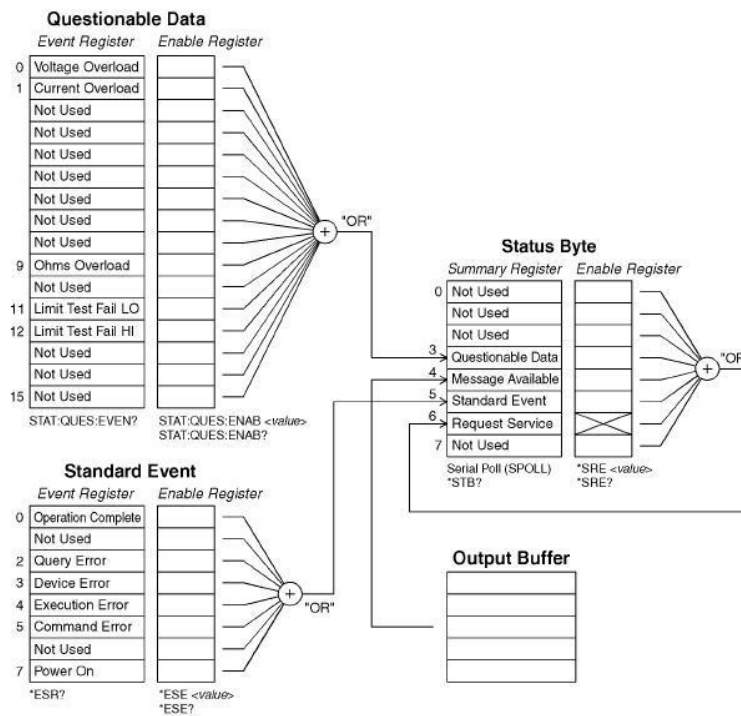 Questionable Data
Event Register Enable Register
0 Voltage Overload
1 Current Overload
Not Used
Not Used
Not Used
Not Used
Not Used
Not Used
Not Used
9 Ohms Overload
Not Used
11 Limit Test Fail LO
12 Limit Test Fail HI
Not Used
Not Used
15 Not Used
+
"OR"
STAT:QUES:EVEN? STAT:QUES:ENAB <value>
STAT:QUES:ENAB?
Standard Event
Event Register Enable Register
0 Operation Complete
Not Used
2 Query Error
3 Device Error
4 Execution Error
5 Command Error
Not Used
7 Power On
+
"OR"
*ESR? *ESE <value>
*ESE?
Status Byte
Summary Register Enable Register
0 Not Used
Not Used
Not Used
3 Questionable Data
4 Message Available
5 Standard Event
6 Request Service
7 Not Used
+
"OR
Serial Poll (SPOLL) *SRE <value>
*STB? *SRE?
Output Buffer